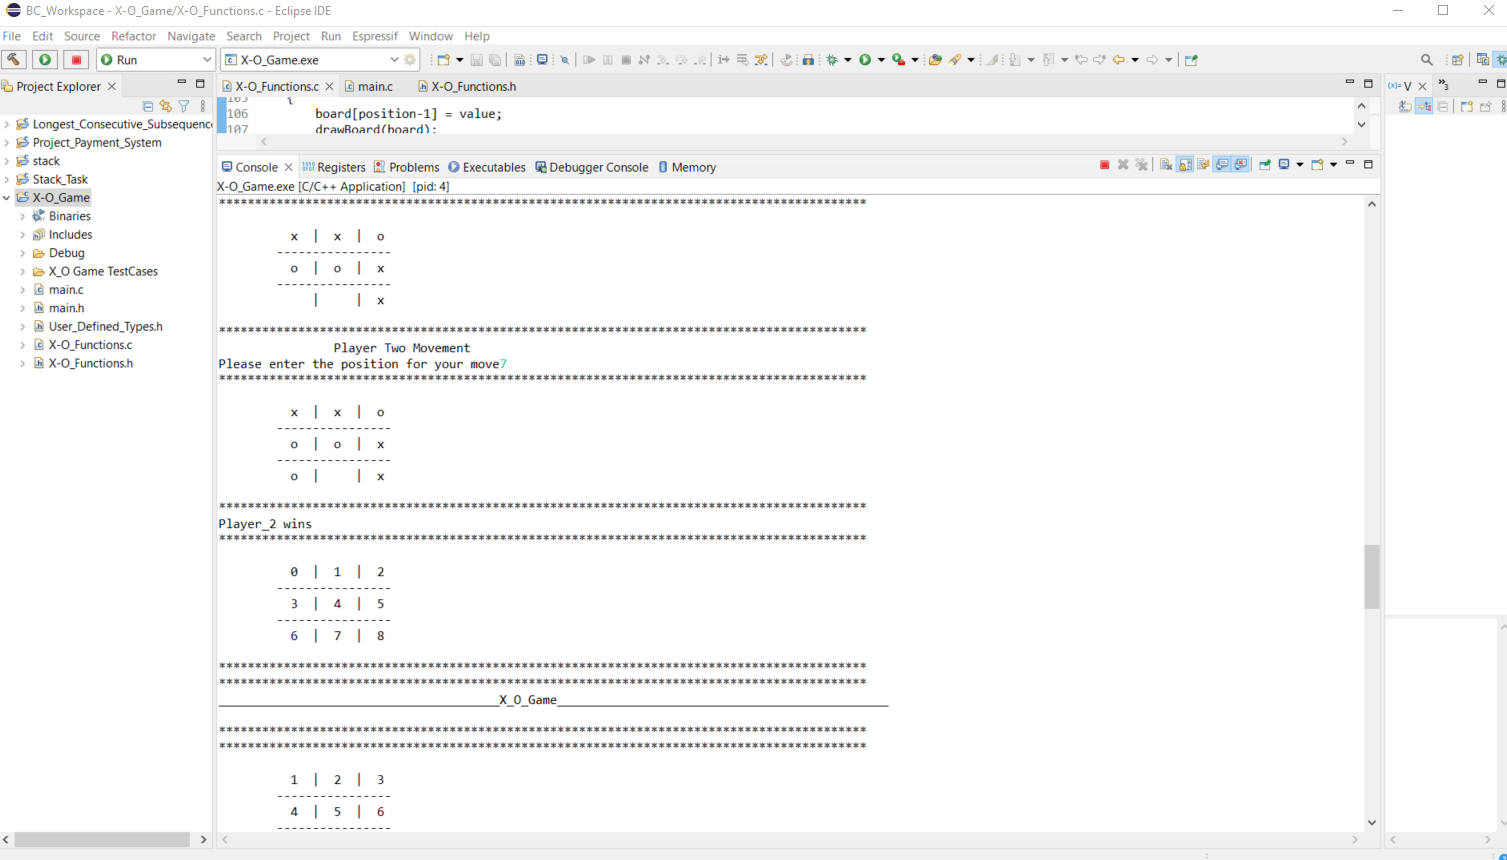 BC_Workspace - X-O_Game/X-O_Functions.c - Eclipse IDE
File Edit Source Refactor Navigate Search Project Run Espressif Window Help
Run X-O_Game.exe
Project Explorer
Longest_Consecutive_Subsequenc
Project_Payment_System
stack
Stack_Task
X-O_Game
Binaries
Includes
Debug
X_O Game TestCases
main.c
main.h
User_Defined_Types.h
X-O_Functions.c
X-O_Functions.h
X-O_Functions.c main.c X-O_Functions.h
105 {
106 board[position-1] = value;
107 drawBoard(board);
(x)= V
Console Registers Problems Executables Debugger Console Memory
X-O_Game.exe [C/C++ Application] [pid: 4]
******************************************************************************************
x | x | o
----------------
o | o | x
----------------
| | x
******************************************************************************************
Player Two Movement
Please enter the position for your move7
******************************************************************************************
x | x | o
----------------
o | o | x
----------------
o | | x
******************************************************************************************
Player_2 wins
******************************************************************************************
0 | 1 | 2
----------------
3 | 4 | 5
----------------
6 | 7 | 8
******************************************************************************************
******************************************************************************************
_______________________________________X_O_Game______________________________________________
******************************************************************************************
******************************************************************************************
1 | 2 | 3
----------------
4 | 5 | 6
----------------